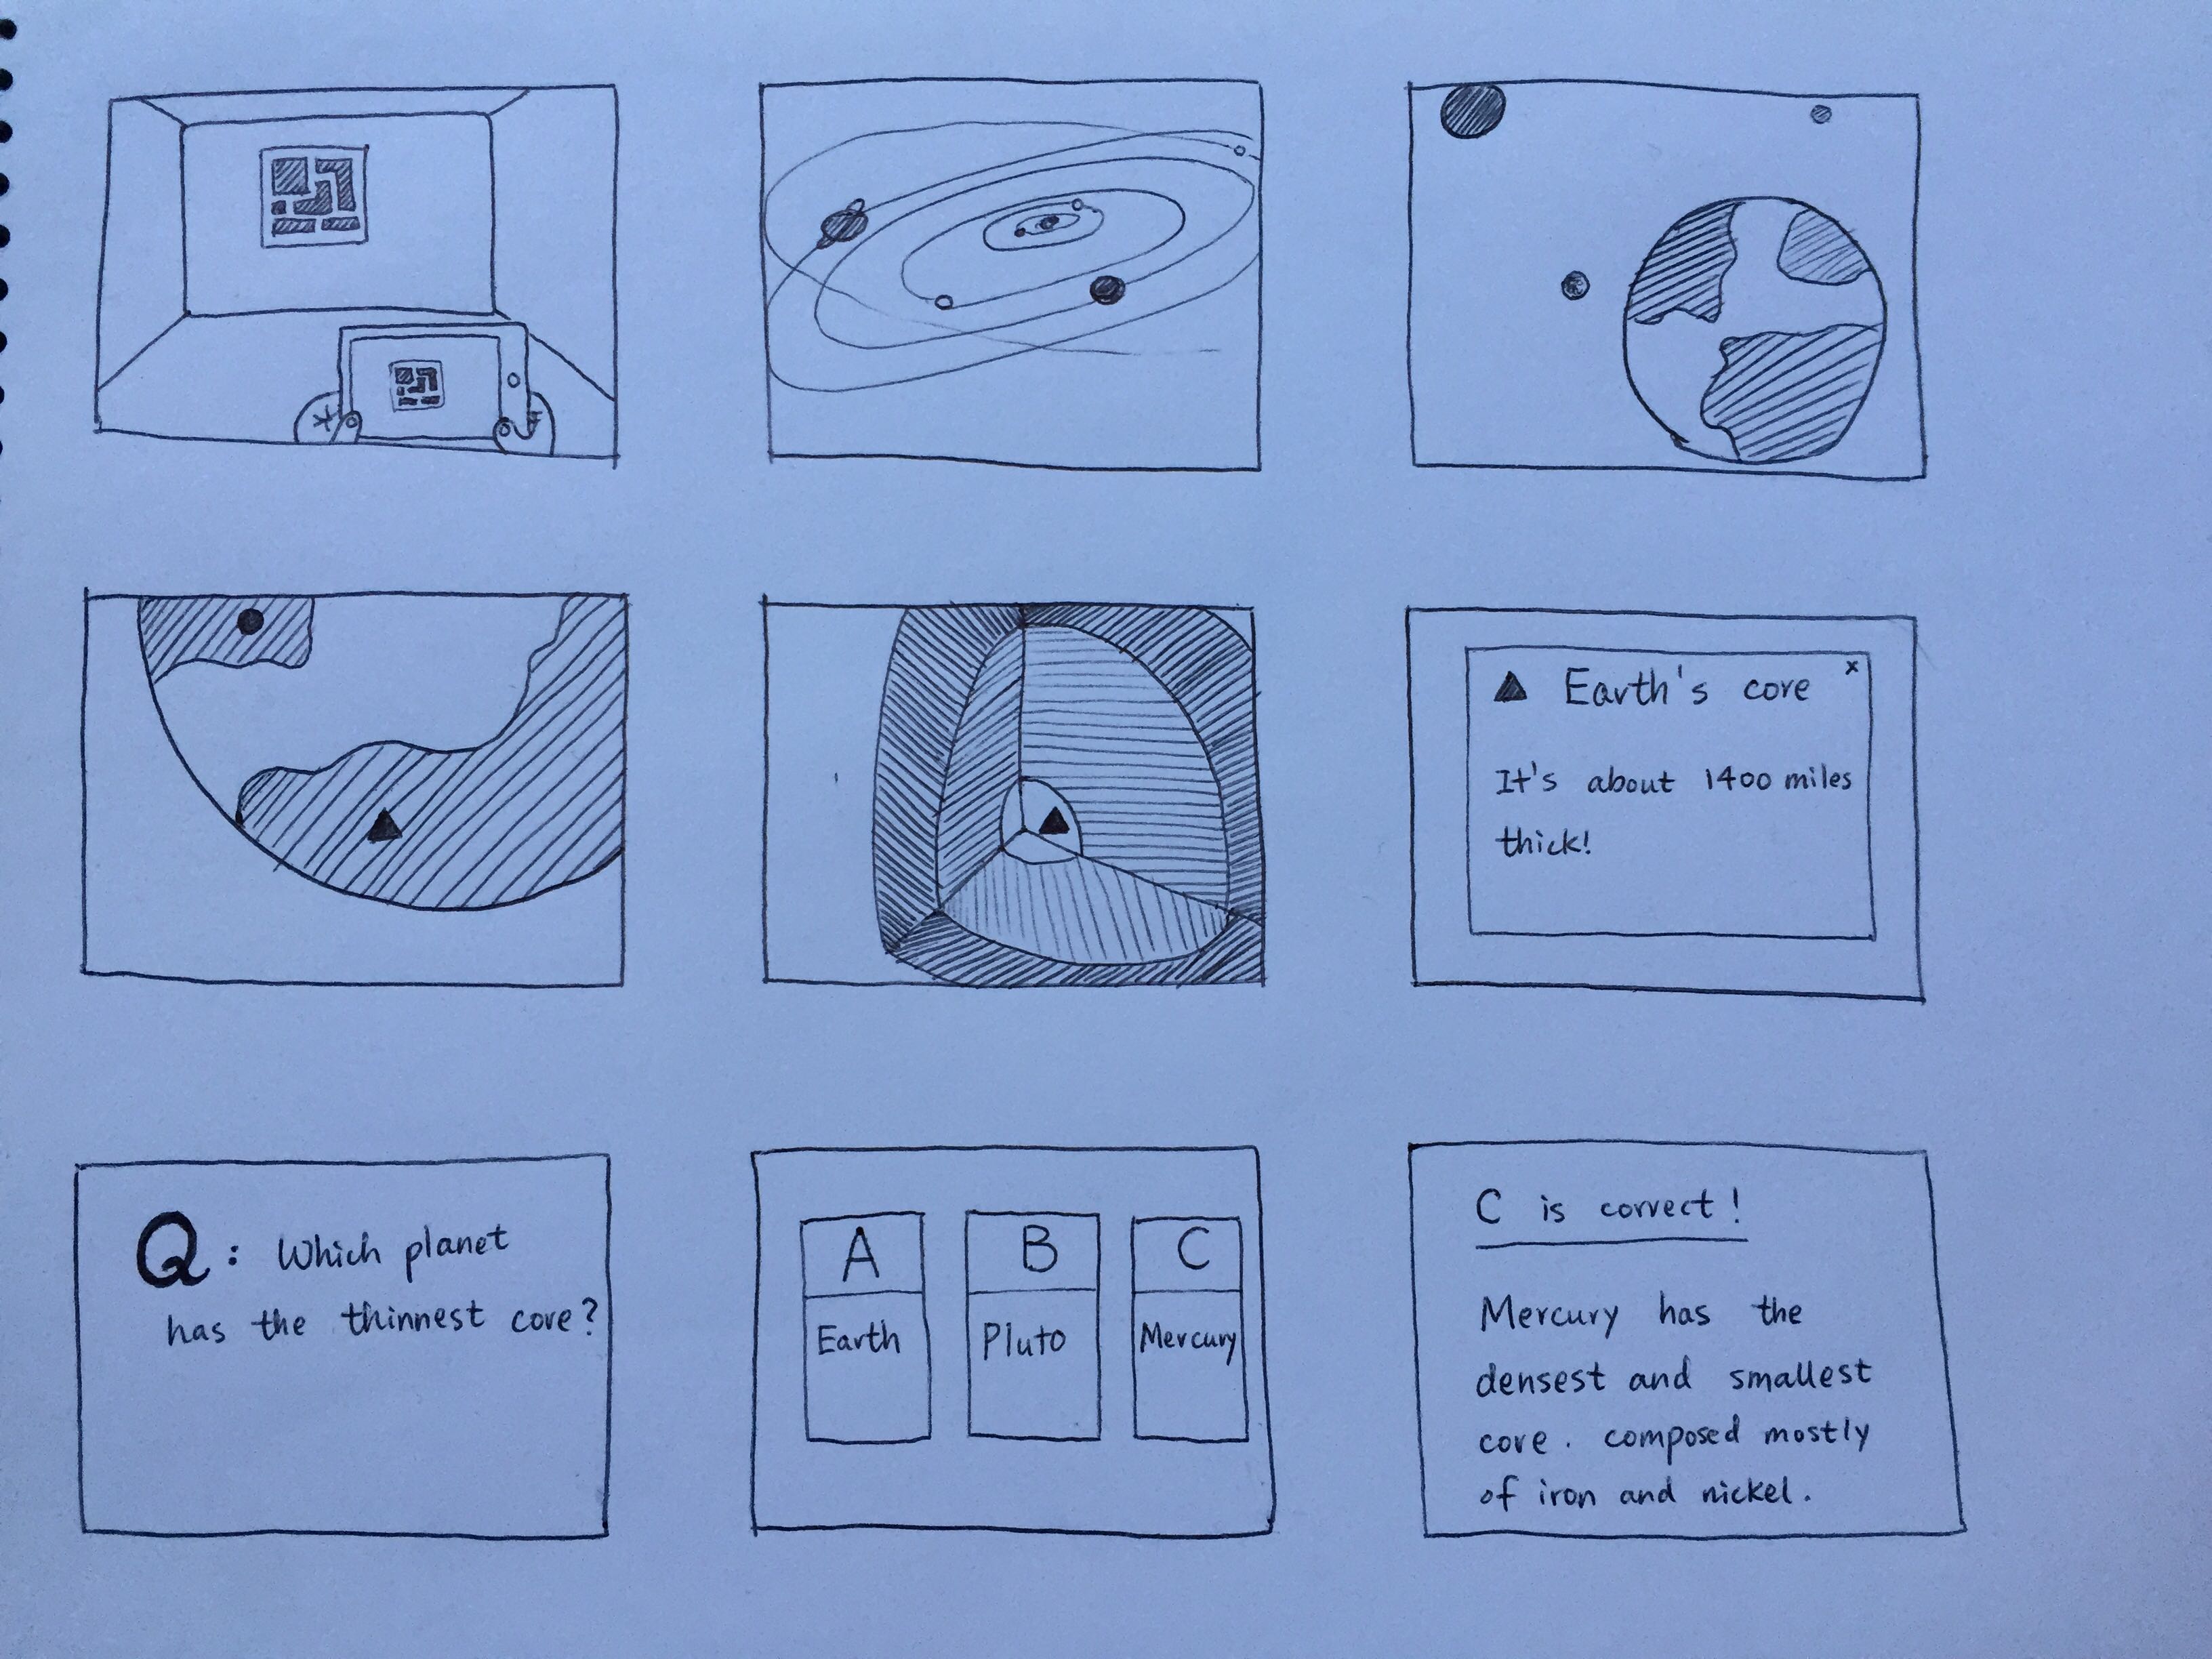 ▲ Earth's core x
It's about 1400 miles
thick!
Q: Which planet
has the thinnest core?
A
Earth
B
Pluto
C
Mercury
C is correct!
Mercury has the
densest and smallest
core. composed mostly
of iron and nickel.